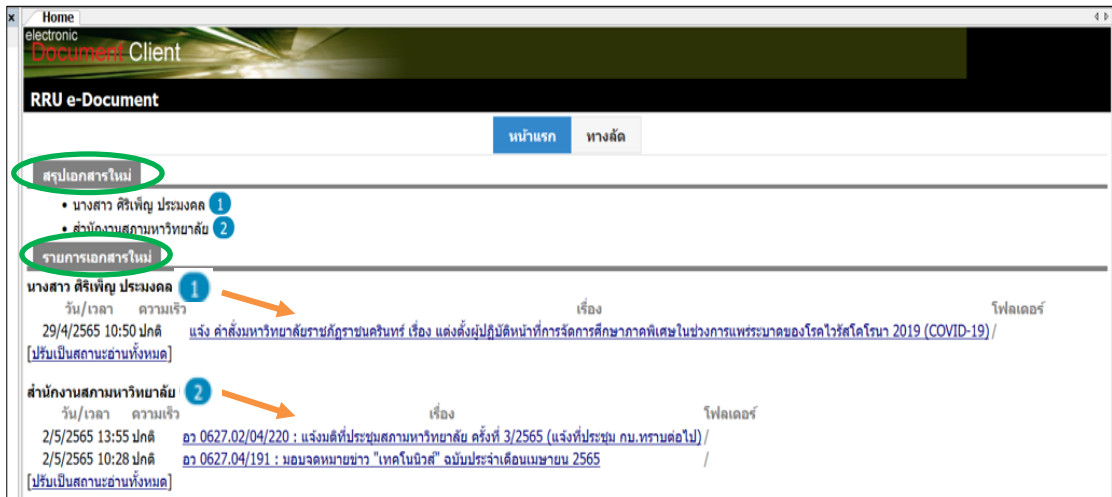 x Home
electronic
Document Client
RRU e-Document
หน้าแรก ทางลัด
สรุปเอกสารใหม่
• นางสาว ศิริเพ็ญ ประมงคล 1
• สำนักงานสภามหาวิทยาลัย 2
รายการเอกสารใหม่
นางสาว ศิริเพ็ญ ประมงคล 1
วัน/เวลา ความเร็ว เรื่อง โฟลเดอร์
29/4/2565 10:50 ปกติ แจ้ง คำสั่งมหาวิทยาลัยราชภัฏราชนครินทร์ เรื่อง แต่งตั้งผู้ปฏิบัติหน้าที่การจัดการศึกษาภาคพิเศษในช่วงการแพร่ระบาดของโรคไวรัสโคโรนา 2019 (COVID-19) /
[ปรับเป็นสถานะอ่านทั้งหมด]
สำนักงานสภามหาวิทยาลัย 2
วัน/เวลา ความเร็ว เรื่อง โฟลเดอร์
2/5/2565 13:55 ปกติ อว 0627.02/04/220 : แจ้งมติที่ประชุมสภามหาวิทยาลัย ครั้งที่ 3/2565 (แจ้งที่ประชุม กบ.ทราบต่อไป) /
2/5/2565 10:28 ปกติ อว 0627.04/191 : มอบจดหมายข่าว "เทคโนนิวส์" ฉบับประจำเดือนเมษายน 2565 /
[ปรับเป็นสถานะอ่านทั้งหมด]